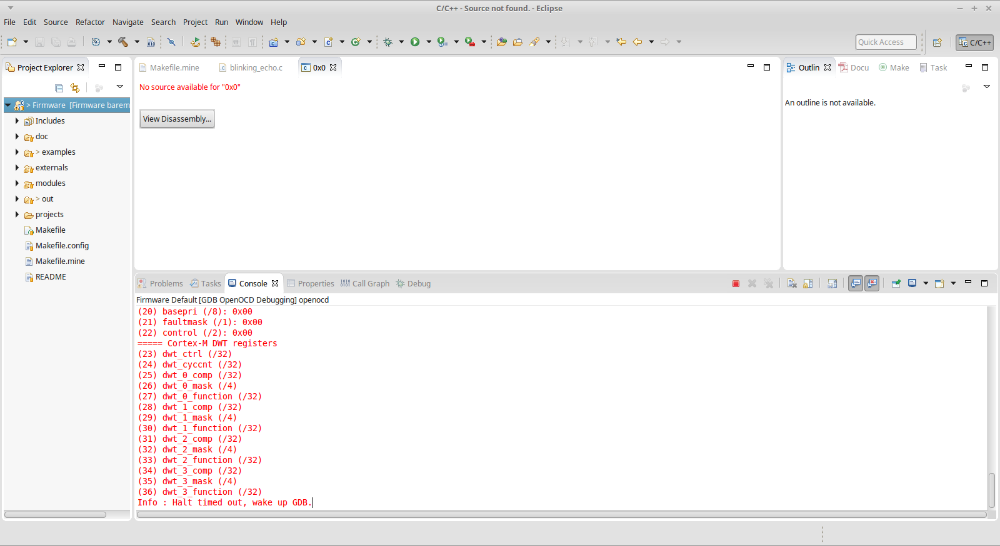 C/C++ - Source not found. - Eclipse
File Edit Source Refactor Navigate Search Project Run Window Help
010
Quick Access
C/C++
Project Explorer
Makefile.mine
blinking_echo.c
0x0
Outlin
Docu
Make
Task
No source available for "0x0"
View Disassembly...
An outline is not available.
> Firmware [Firmware barem
Includes
doc
> examples
externals
modules
> out
projects
Makefile
Makefile.config
Makefile.mine
README
Problems
Tasks
Console
Properties
Call Graph
Debug
Firmware Default [GDB OpenOCD Debugging] openocd
(20) basepri (/8): 0x00
(21) faultmask (/1): 0x00
(22) control (/2): 0x00
===== Cortex-M DWT registers
(23) dwt_ctrl (/32)
(24) dwt_cyccnt (/32)
(25) dwt_0_comp (/32)
(26) dwt_0_mask (/4)
(27) dwt_0_function (/32)
(28) dwt_1_comp (/32)
(29) dwt_1_mask (/4)
(30) dwt_1_function (/32)
(31) dwt_2_comp (/32)
(32) dwt_2_mask (/4)
(33) dwt_2_function (/32)
(34) dwt_3_comp (/32)
(35) dwt_3_mask (/4)
(36) dwt_3_function (/32)
Info : Halt timed out, wake up GDB.